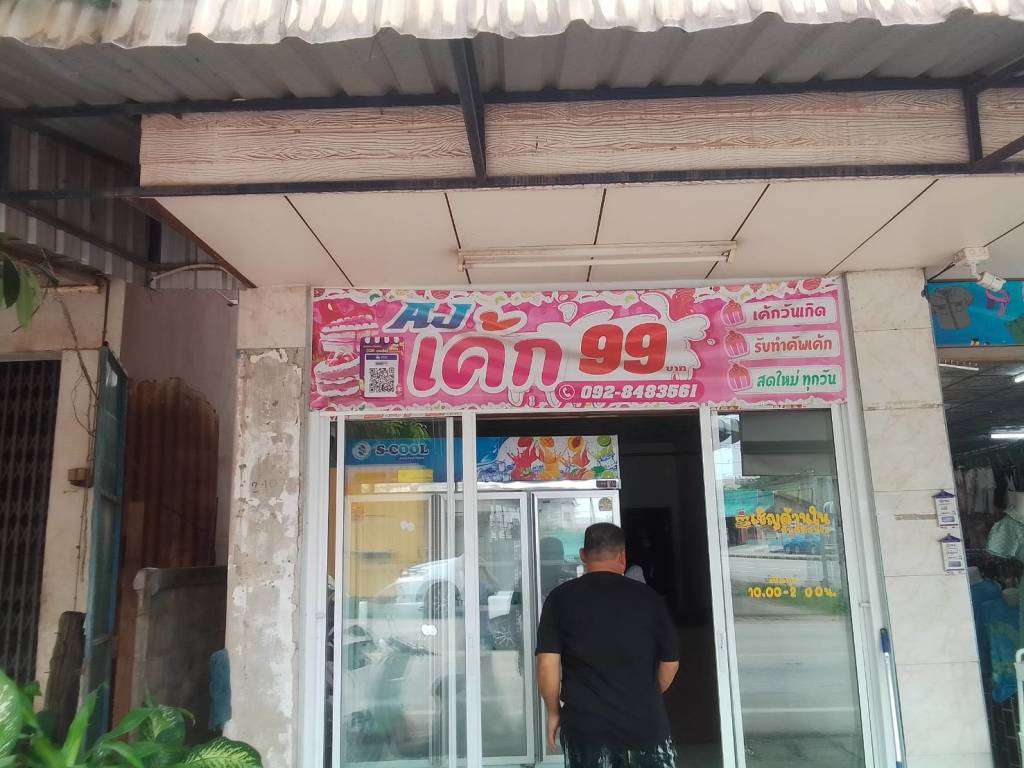 AJ
เค้ก 99
บาท
092-8483561
เค้กวันเกิด
รับทำคัพเค้ก
สดใหม่ ทุกวัน
S-COOL
เชิญด้านใน
10.00-2 00น.